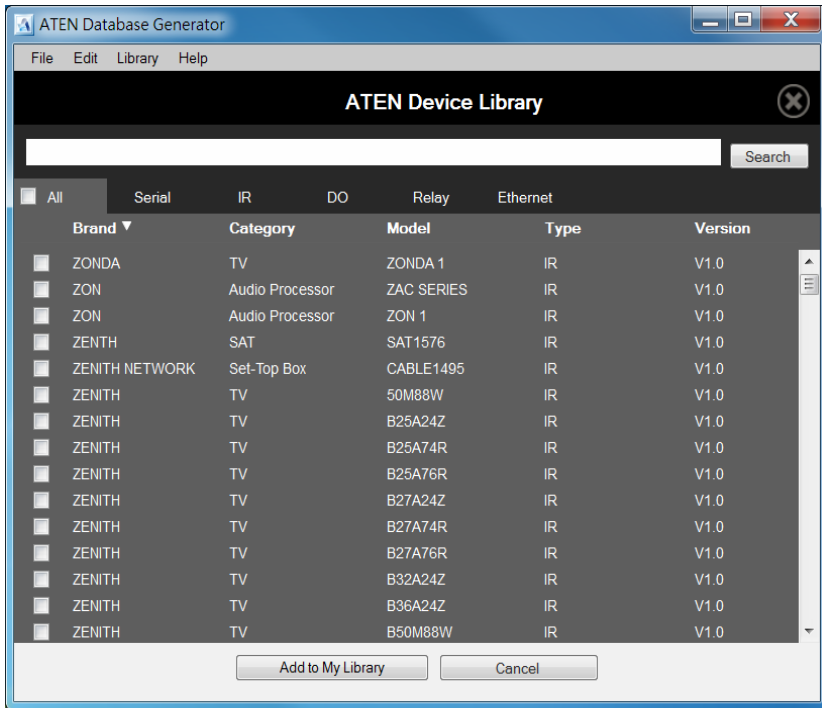 ATEN Database Generator
File Edit Library Help
ATEN Device Library
Search
All Serial IR DO Relay Ethernet
Brand ▼ Category Model Type Version
ZONDA TV ZONDA 1 IR V1.0
ZON Audio Processor ZAC SERIES IR V1.0
ZON Audio Processor ZON 1 IR V1.0
ZENTH SAT SAT1576 IR V1.0
ZENITH NETWORK Set-Top Box CABLE1495 IR V1.0
ZENITH TV 50M88W IR V1.0
ZENITH TV B25A24Z IR V1.0
ZENITH TV B25A74R IR V1.0
ZENITH TV B25A76R IR V1.0
ZENITH TV B27A24Z IR V1.0
ZENITH TV B27A74R IR V1.0
ZENITH TV B27A76R IR V1.0
ZENITH TV B32A24Z IR V1.0
ZENITH TV B36A24Z IR V1.0
ZENITH TV B50M88W IR V1.0
Add to My Library Cancel